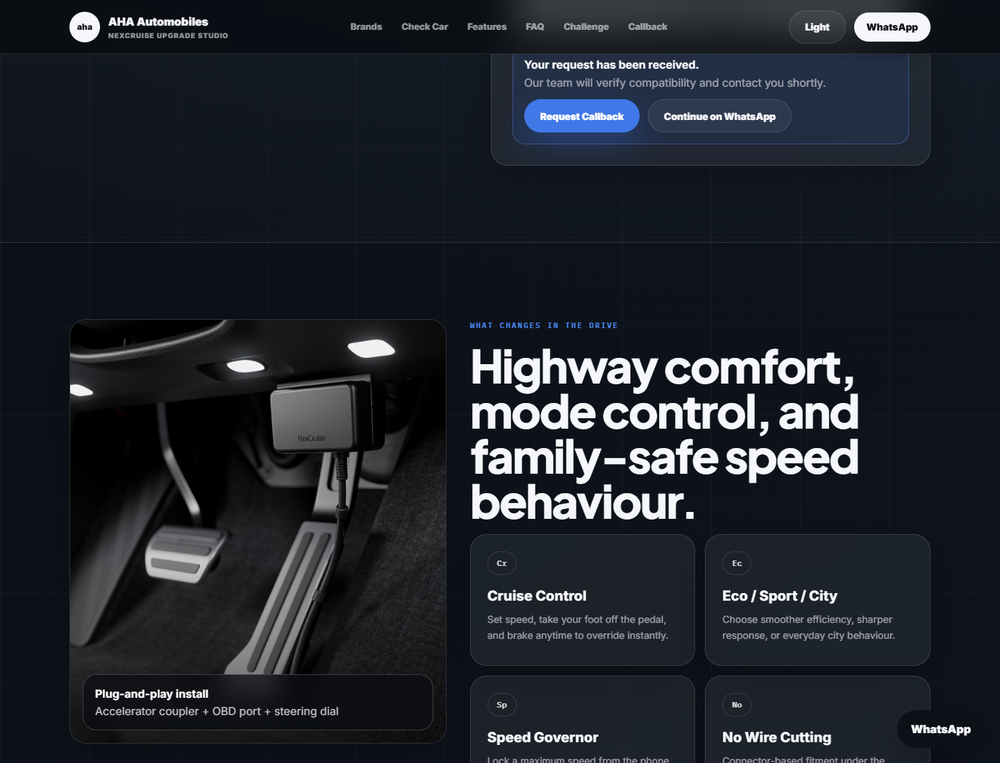 aha
AHA Automobiles
NEXCRUISE UPGRADE STUDIO
Brands
Check Car
Features
FAQ
Challenge
Callback
Light
WhatsApp
Your request has been received.
Our team will verify compatibility and contact you shortly.
Request Callback
Continue on WhatsApp
NexCruise
Plug-and-play install
Accelerator coupler + OBD port + steering dial
WHAT CHANGES IN THE DRIVE
Highway comfort,
mode control, and
family-safe speed
behaviour.
Cr
Cruise Control
Set speed, take your foot off the pedal,
and brake anytime to override instantly.
Ec
Eco / Sport / City
Choose smoother efficiency, sharper
response, or everyday city behaviour.
Sp
Speed Governor
Lock a maximum speed from the phone
No
No Wire Cutting
Connector-based fitment under the
WhatsApp